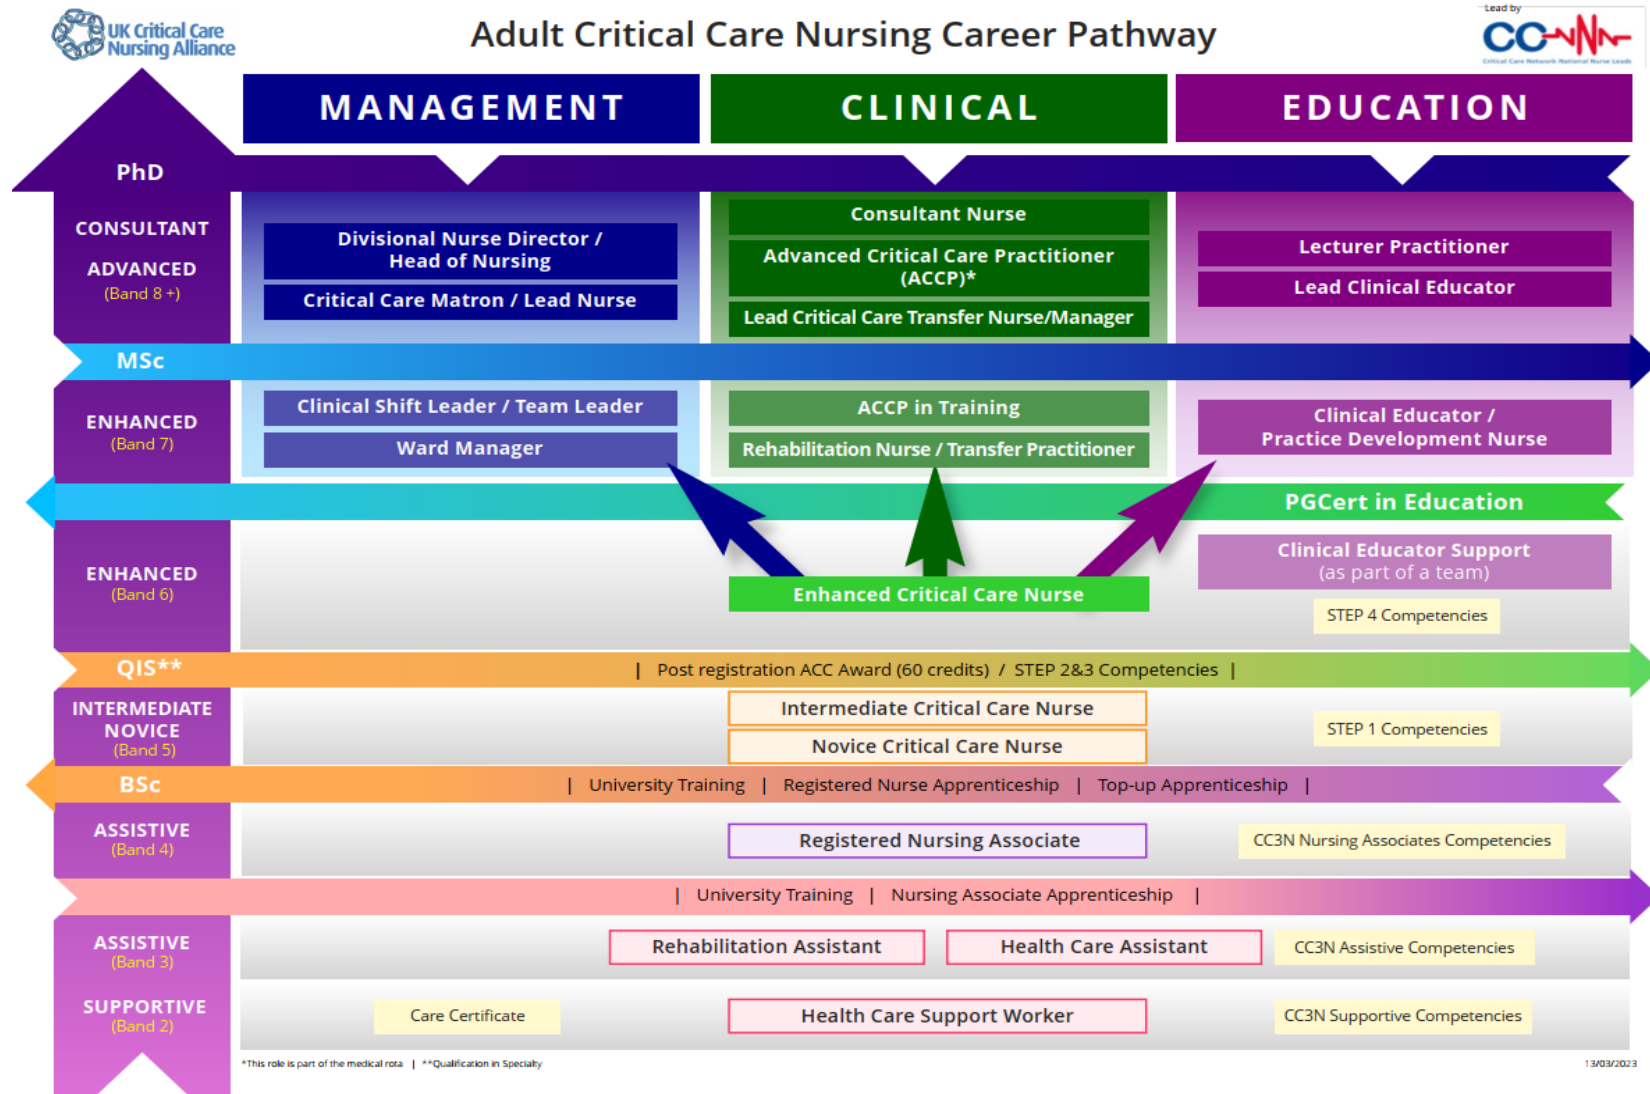 UK Critical Care
Nursing Alliance
Adult Critical Care Nursing Career Pathway
Lead by
CC
Critical Care Network-National Nurse Leads
MANAGEMENT
CLINICAL
EDUCATION
PhD
CONSULTANT
ADVANCED
(Band 8 +)
Divisional Nurse Director /
Head of Nursing
Critical Care Matron / Lead Nurse
Consultant Nurse
Advanced Critical Care Practitioner
(ACCP)*
Lead Critical Care Transfer Nurse/Manager
Lecturer Practitioner
Lead Clinical Educator
MSc
ENHANCED
(Band 7)
Clinical Shift Leader / Team Leader
Ward Manager
ACCP in Training
Rehabilitation Nurse / Transfer Practitioner
Clinical Educator /
Practice Development Nurse
PGCert in Education
ENHANCED
(Band 6)
Enhanced Critical Care Nurse
Clinical Educator Support
(as part of a team)
STEP 4 Competencies
QIS**
| Post registration ACC Award (60 credits) / STEP 2&3 Competencies |
INTERMEDIATE
NOVICE
(Band 5)
Intermediate Critical Care Nurse
Novice Critical Care Nurse
STEP 1 Competencies
BSc
| University Training | Registered Nurse Apprenticeship | Top-up Apprenticeship |
ASSISTIVE
(Band 4)
Registered Nursing Associate
CC3N Nursing Associates Competencies
| University Training | Nursing Associate Apprenticeship |
ASSISTIVE
(Band 3)
Rehabilitation Assistant
Health Care Assistant
CC3N Assistive Competencies
SUPPORTIVE
(Band 2)
Care Certificate
Health Care Support Worker
CC3N Supportive Competencies
*This role is part of the medical rota | **Qualification in Specialty
13/03/2023